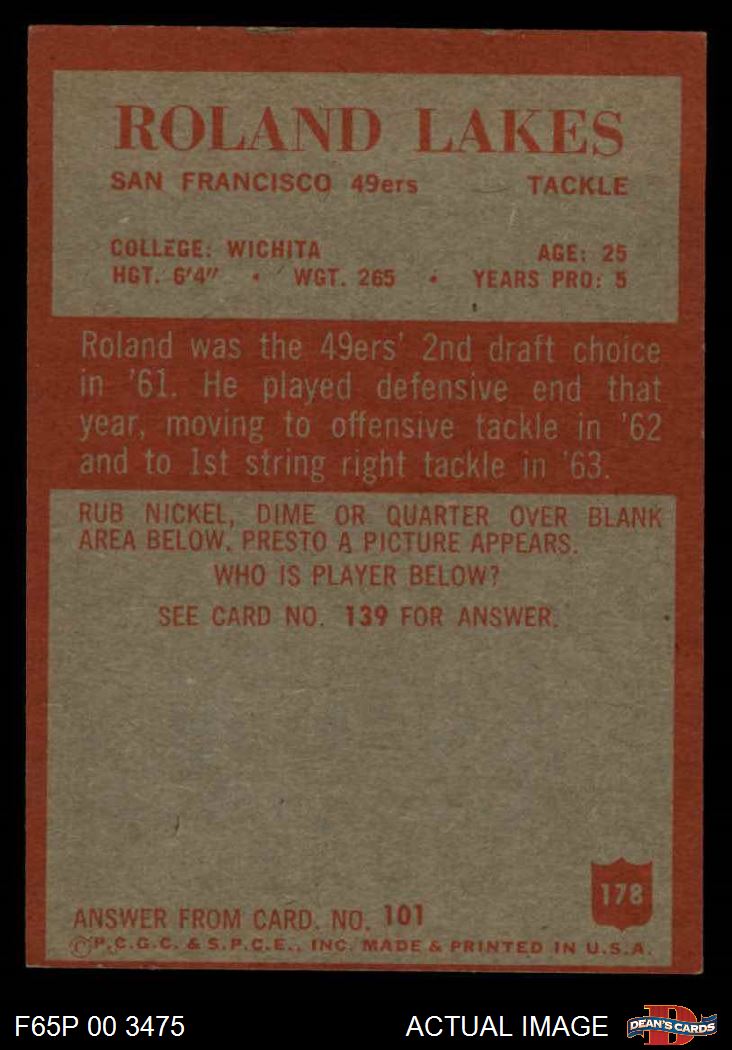 ROLAND LAKES
SAN FRANCISCO 49ers TACKLE
COLLEGE: WICHITA AGE: 25
HGT. 6'4" • WGT. 265 • YEARS PRO: 5
Roland was the 49ers' 2nd draft choice
in '61. He played defensive end that
year, moving to offensive tackle in '62
and to 1st string right tackle in '63.
RUB NICKEL, DIME OR QUARTER OVER BLANK
AREA BELOW. PRESTO A PICTURE APPEARS.
WHO IS PLAYER BELOW?
SEE CARD NO. 139 FOR ANSWER.
178
ANSWER FROM CARD. NO. 101
©P.C.G.C. & S.P.C.E., INC. MADE & PRINTED IN U.S.A.
F65P 00 3475 ACTUAL IMAGE
D
DEAN'S CARDS